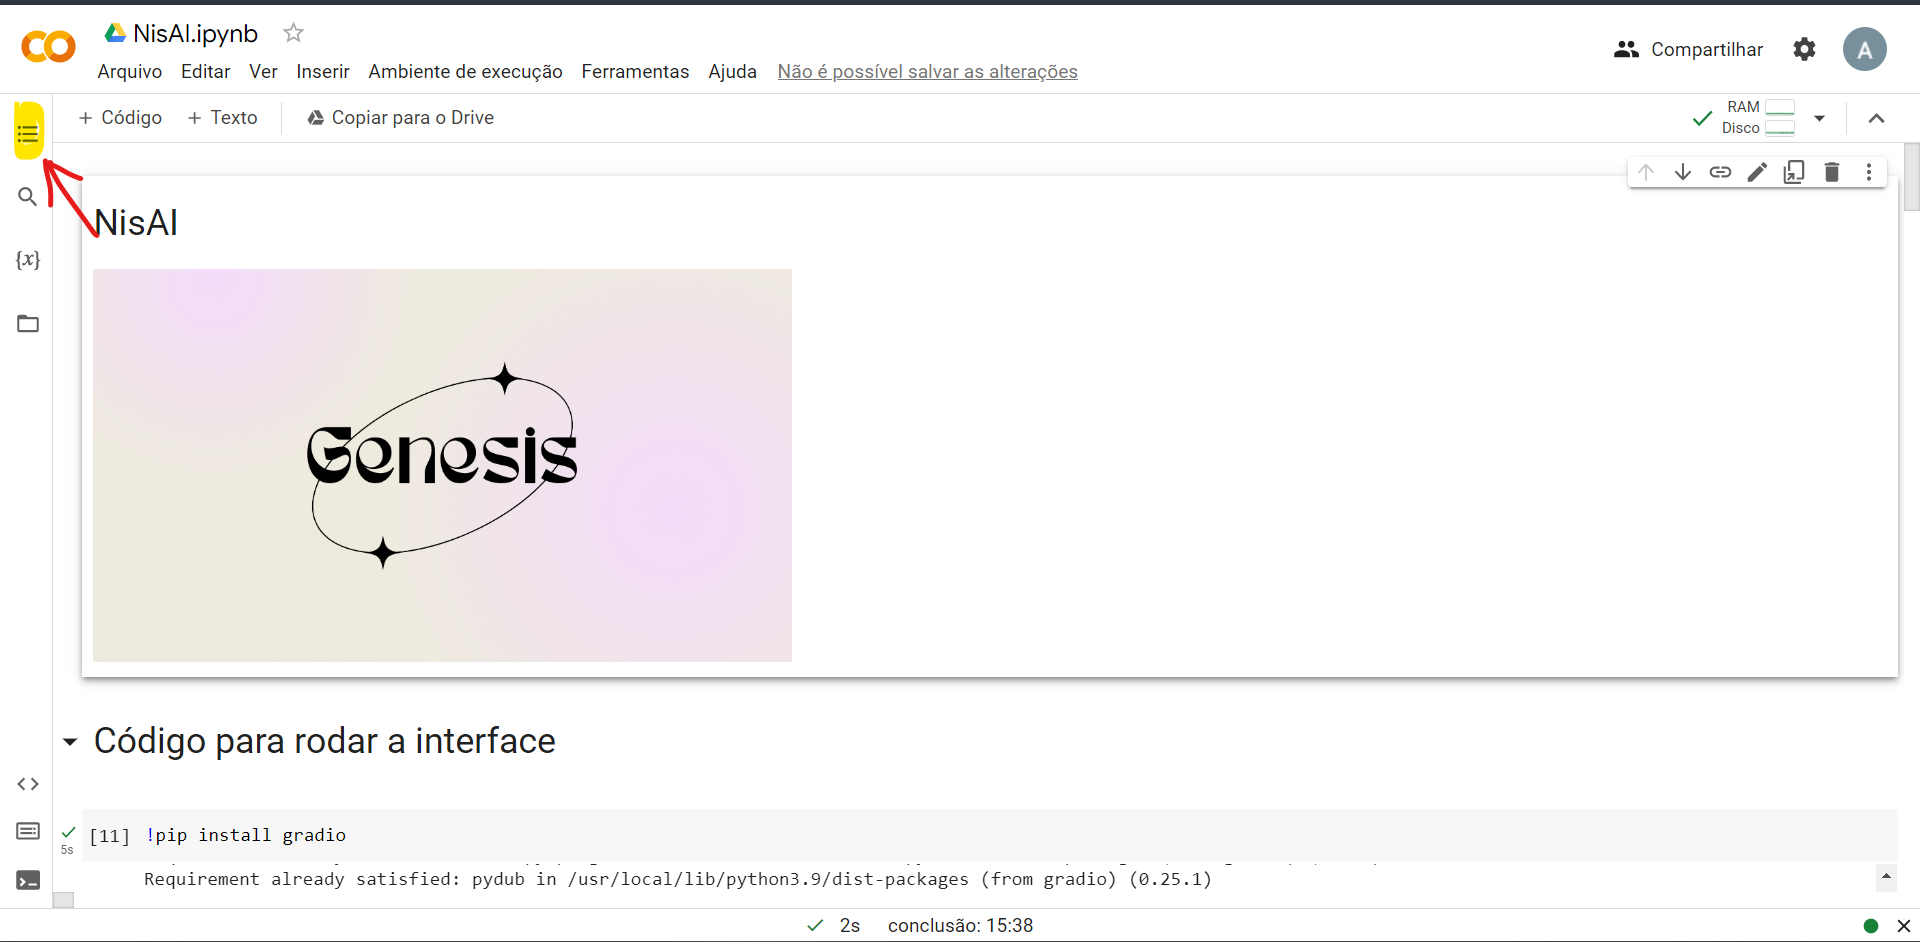 NisAI.ipynb
Arquivo Editar Ver Inserir Ambiente de execução Ferramentas Ajuda Não é possível salvar as alterações
Compartilhar
A
+ Código + Texto Copiar para o Drive
RAM
Disco
NisAI
{x}
Genesis
Código para rodar a interface
[11] !pip install gradio
5s
Requirement already satisfied: pydub in /usr/local/lib/python3.9/dist-packages (from gradio) (0.25.1)
2s conclusão: 15:38